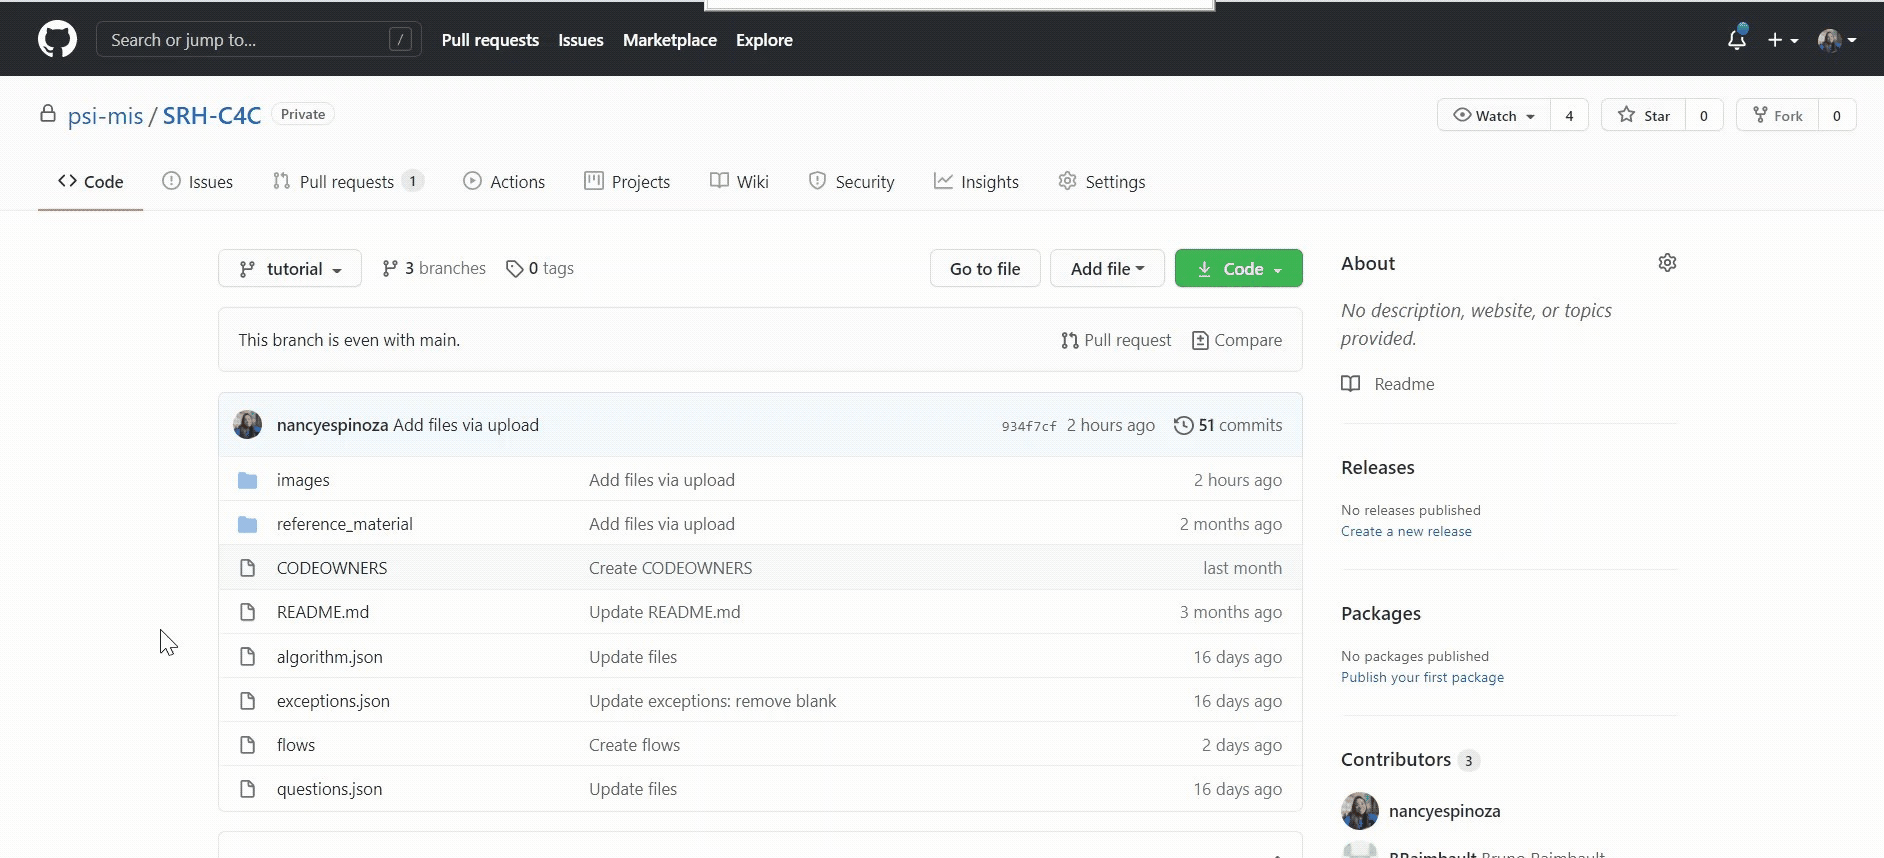 Search or jump to... / Pull requests Issues Marketplace Explore
psi-mis / SRH-C4C Private Watch 4 Star 0 Fork 0
Code Issues Pull requests 1 Actions Projects Wiki Security Insights Settings
tutorial 3 branches 0 tags Go to file Add file Code
This branch is even with main. Pull request Compare
nancyespinoza Add files via upload 934f7cf 2 hours ago 51 commits
images Add files via upload 2 hours ago
reference_material Add files via upload 2 months ago
CODEOWNERS Create CODEOWNERS last month
README.md Update README.md 3 months ago
algorithm.json Update files 16 days ago
exceptions.json Update exceptions: remove blank 16 days ago
flows Create flows 2 days ago
questions.json Update files 16 days ago
About
No description, website, or topics
provided.
Readme
Releases
No releases published
Create a new release
Packages
No packages published
Publish your first package
Contributors 3
nancyespinoza
BRaimbault Bruno Raimbault